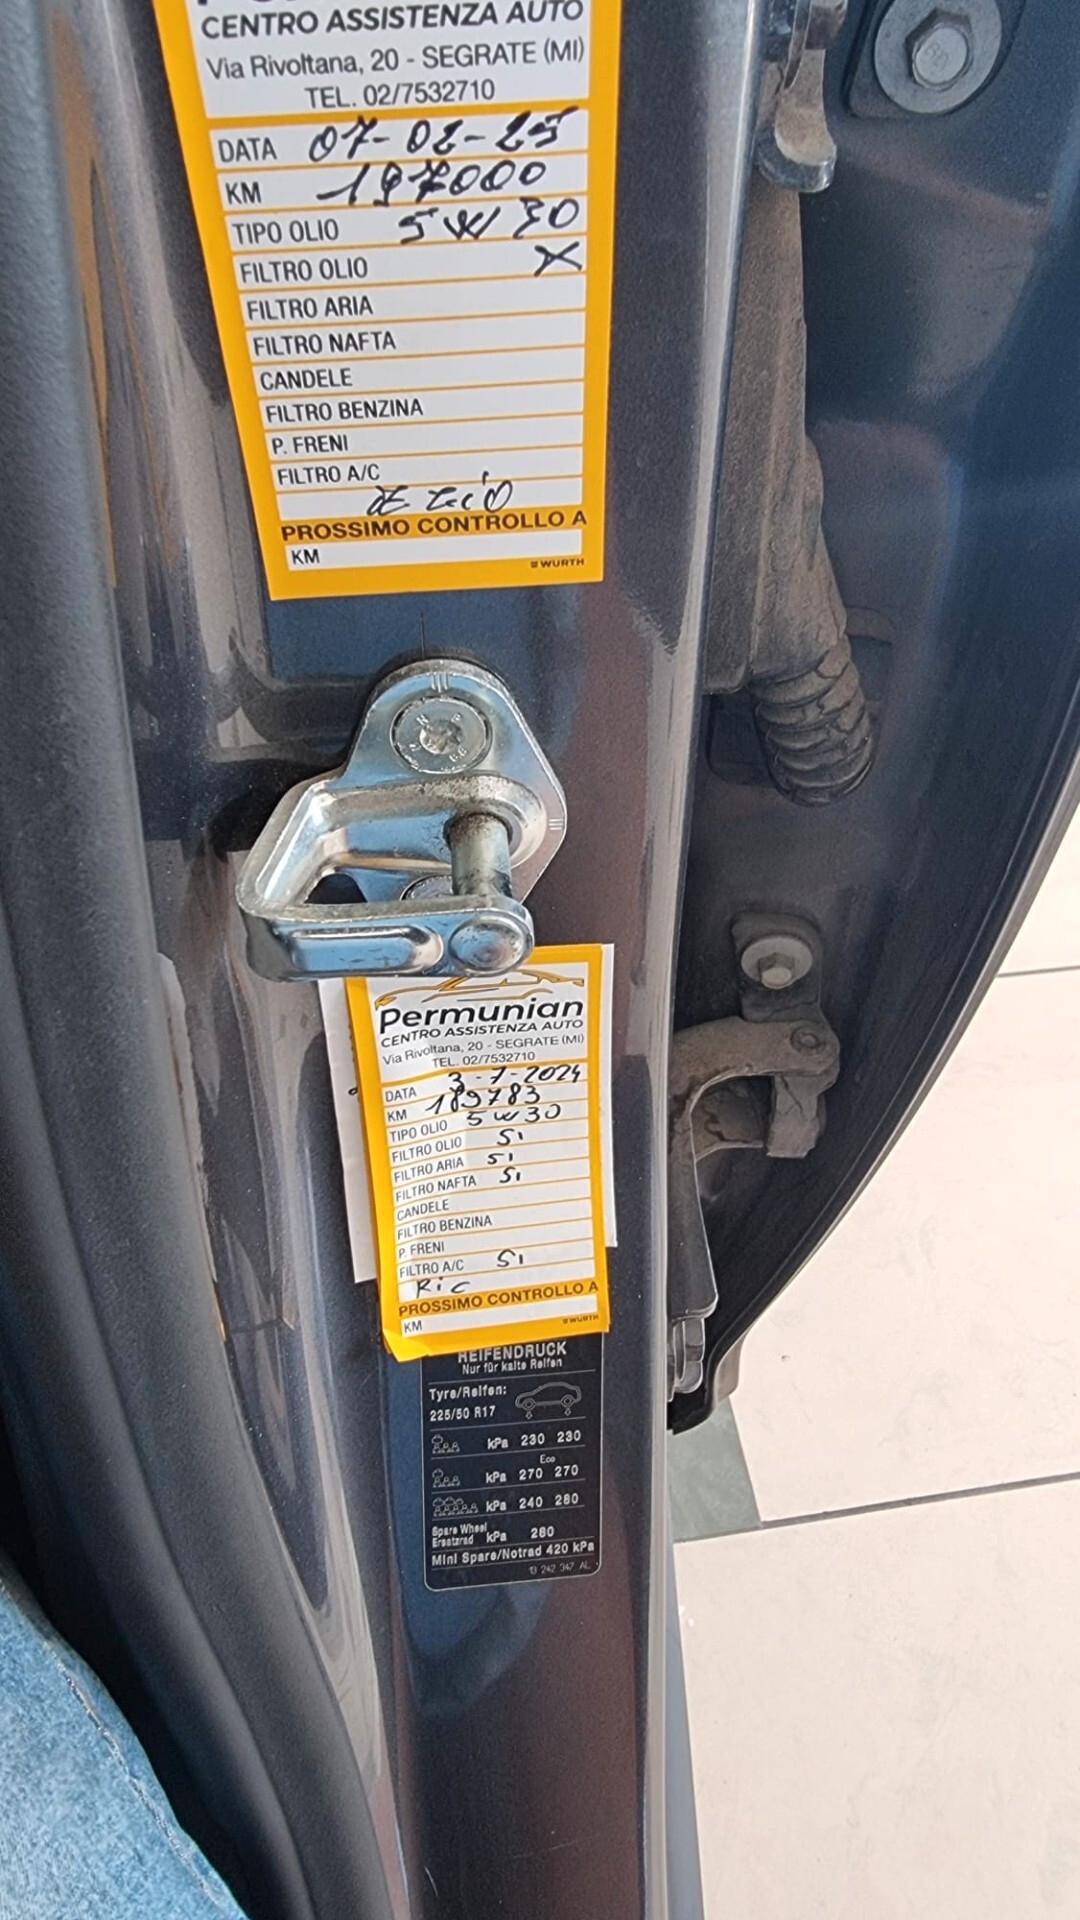 CENTRO ASSISTENZA AUTO
Via Rivoltana, 20 - SEGRATE (MI)
TEL. 02/7532710
DATA 07-02-25
KM 197000
TIPO OLIO 5W30
FILTRO OLIO X
FILTRO ARIA
FILTRO NAFTA
CANDELE
FILTRO BENZINA
P. FRENI
FILTRO A/C
PROSSIMO CONTROLLO A
KM
WURTH
Permunian
CENTRO ASSISTENZA AUTO
Via Rivoltana, 20 - SEGRATE (MI)
TEL. 02/7532710
DATA 3-7-2024
KM 189783
TIPO OLIO 5W30
FILTRO OLIO Si
FILTRO ARIA Si
FILTRO NAFTA Si
CANDELE
FILTRO BENZINA
P. FRENI
FILTRO A/C Si
Ric
PROSSIMO CONTROLLO A
KM
WURTH
REIFENDRUCK
Nur für kalte Reifen
Tyre/Reifen:
225/50 R17
kPa 230 230
Eco
kPa 270 270
kPa 240 280
Spare Wheel
Ersatzrad kPa 280
Mini Spare/Notrad 420 kPa
13 242 347 AL